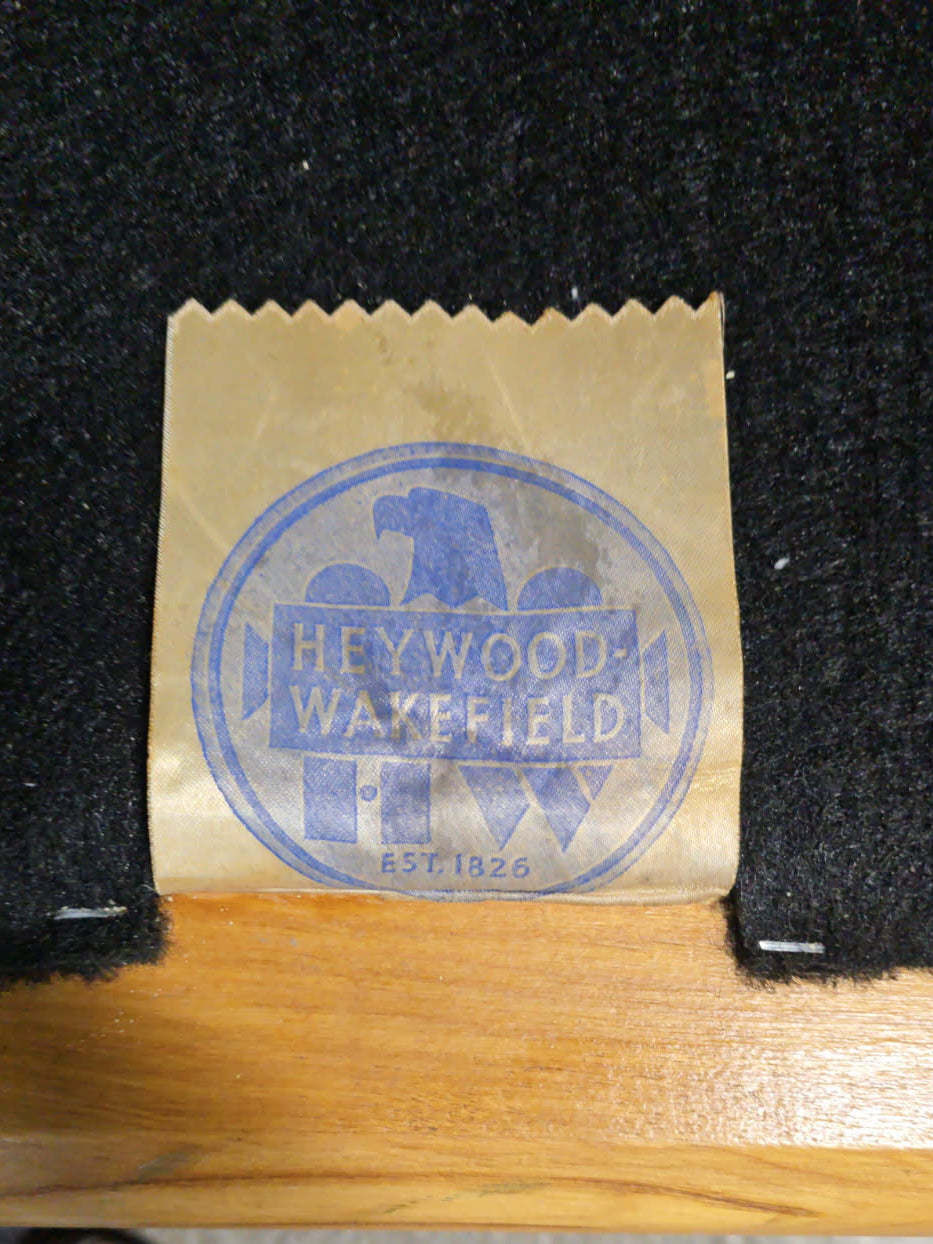 HEYWOOD-
WAKEFIELD
HW
EST. 1826